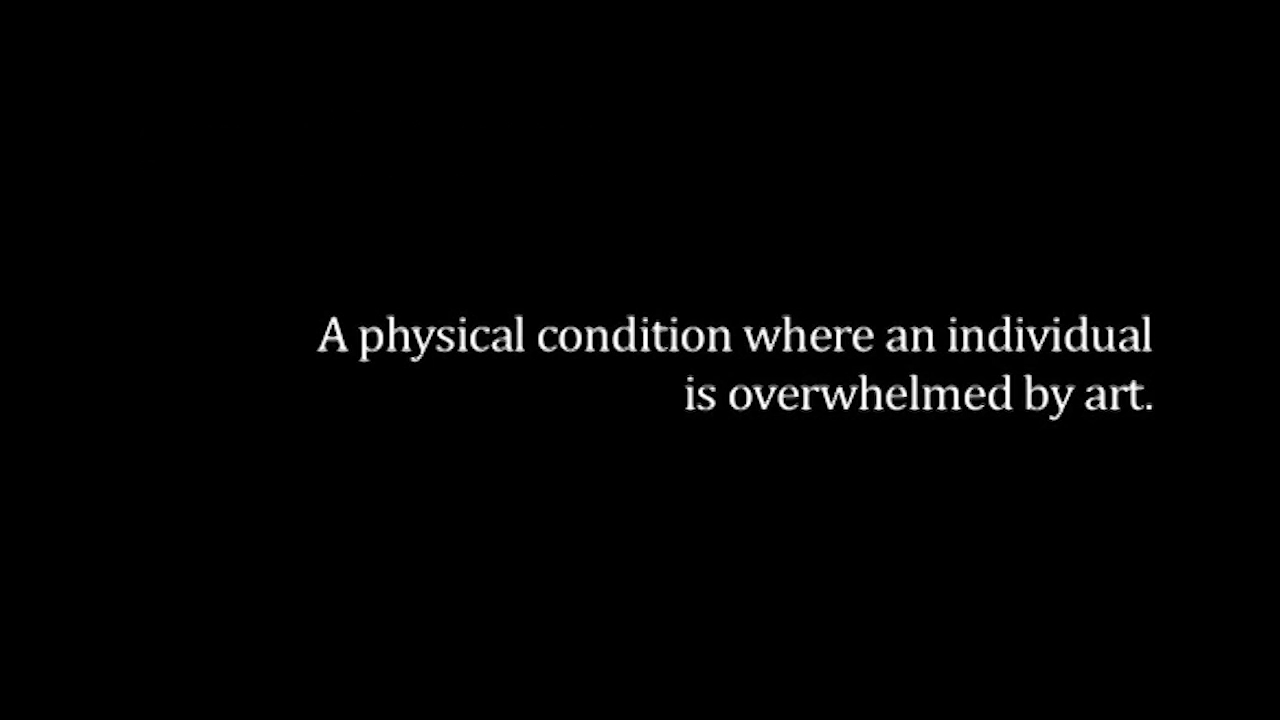 A physical condition where an individual
is overwhelmed by art.